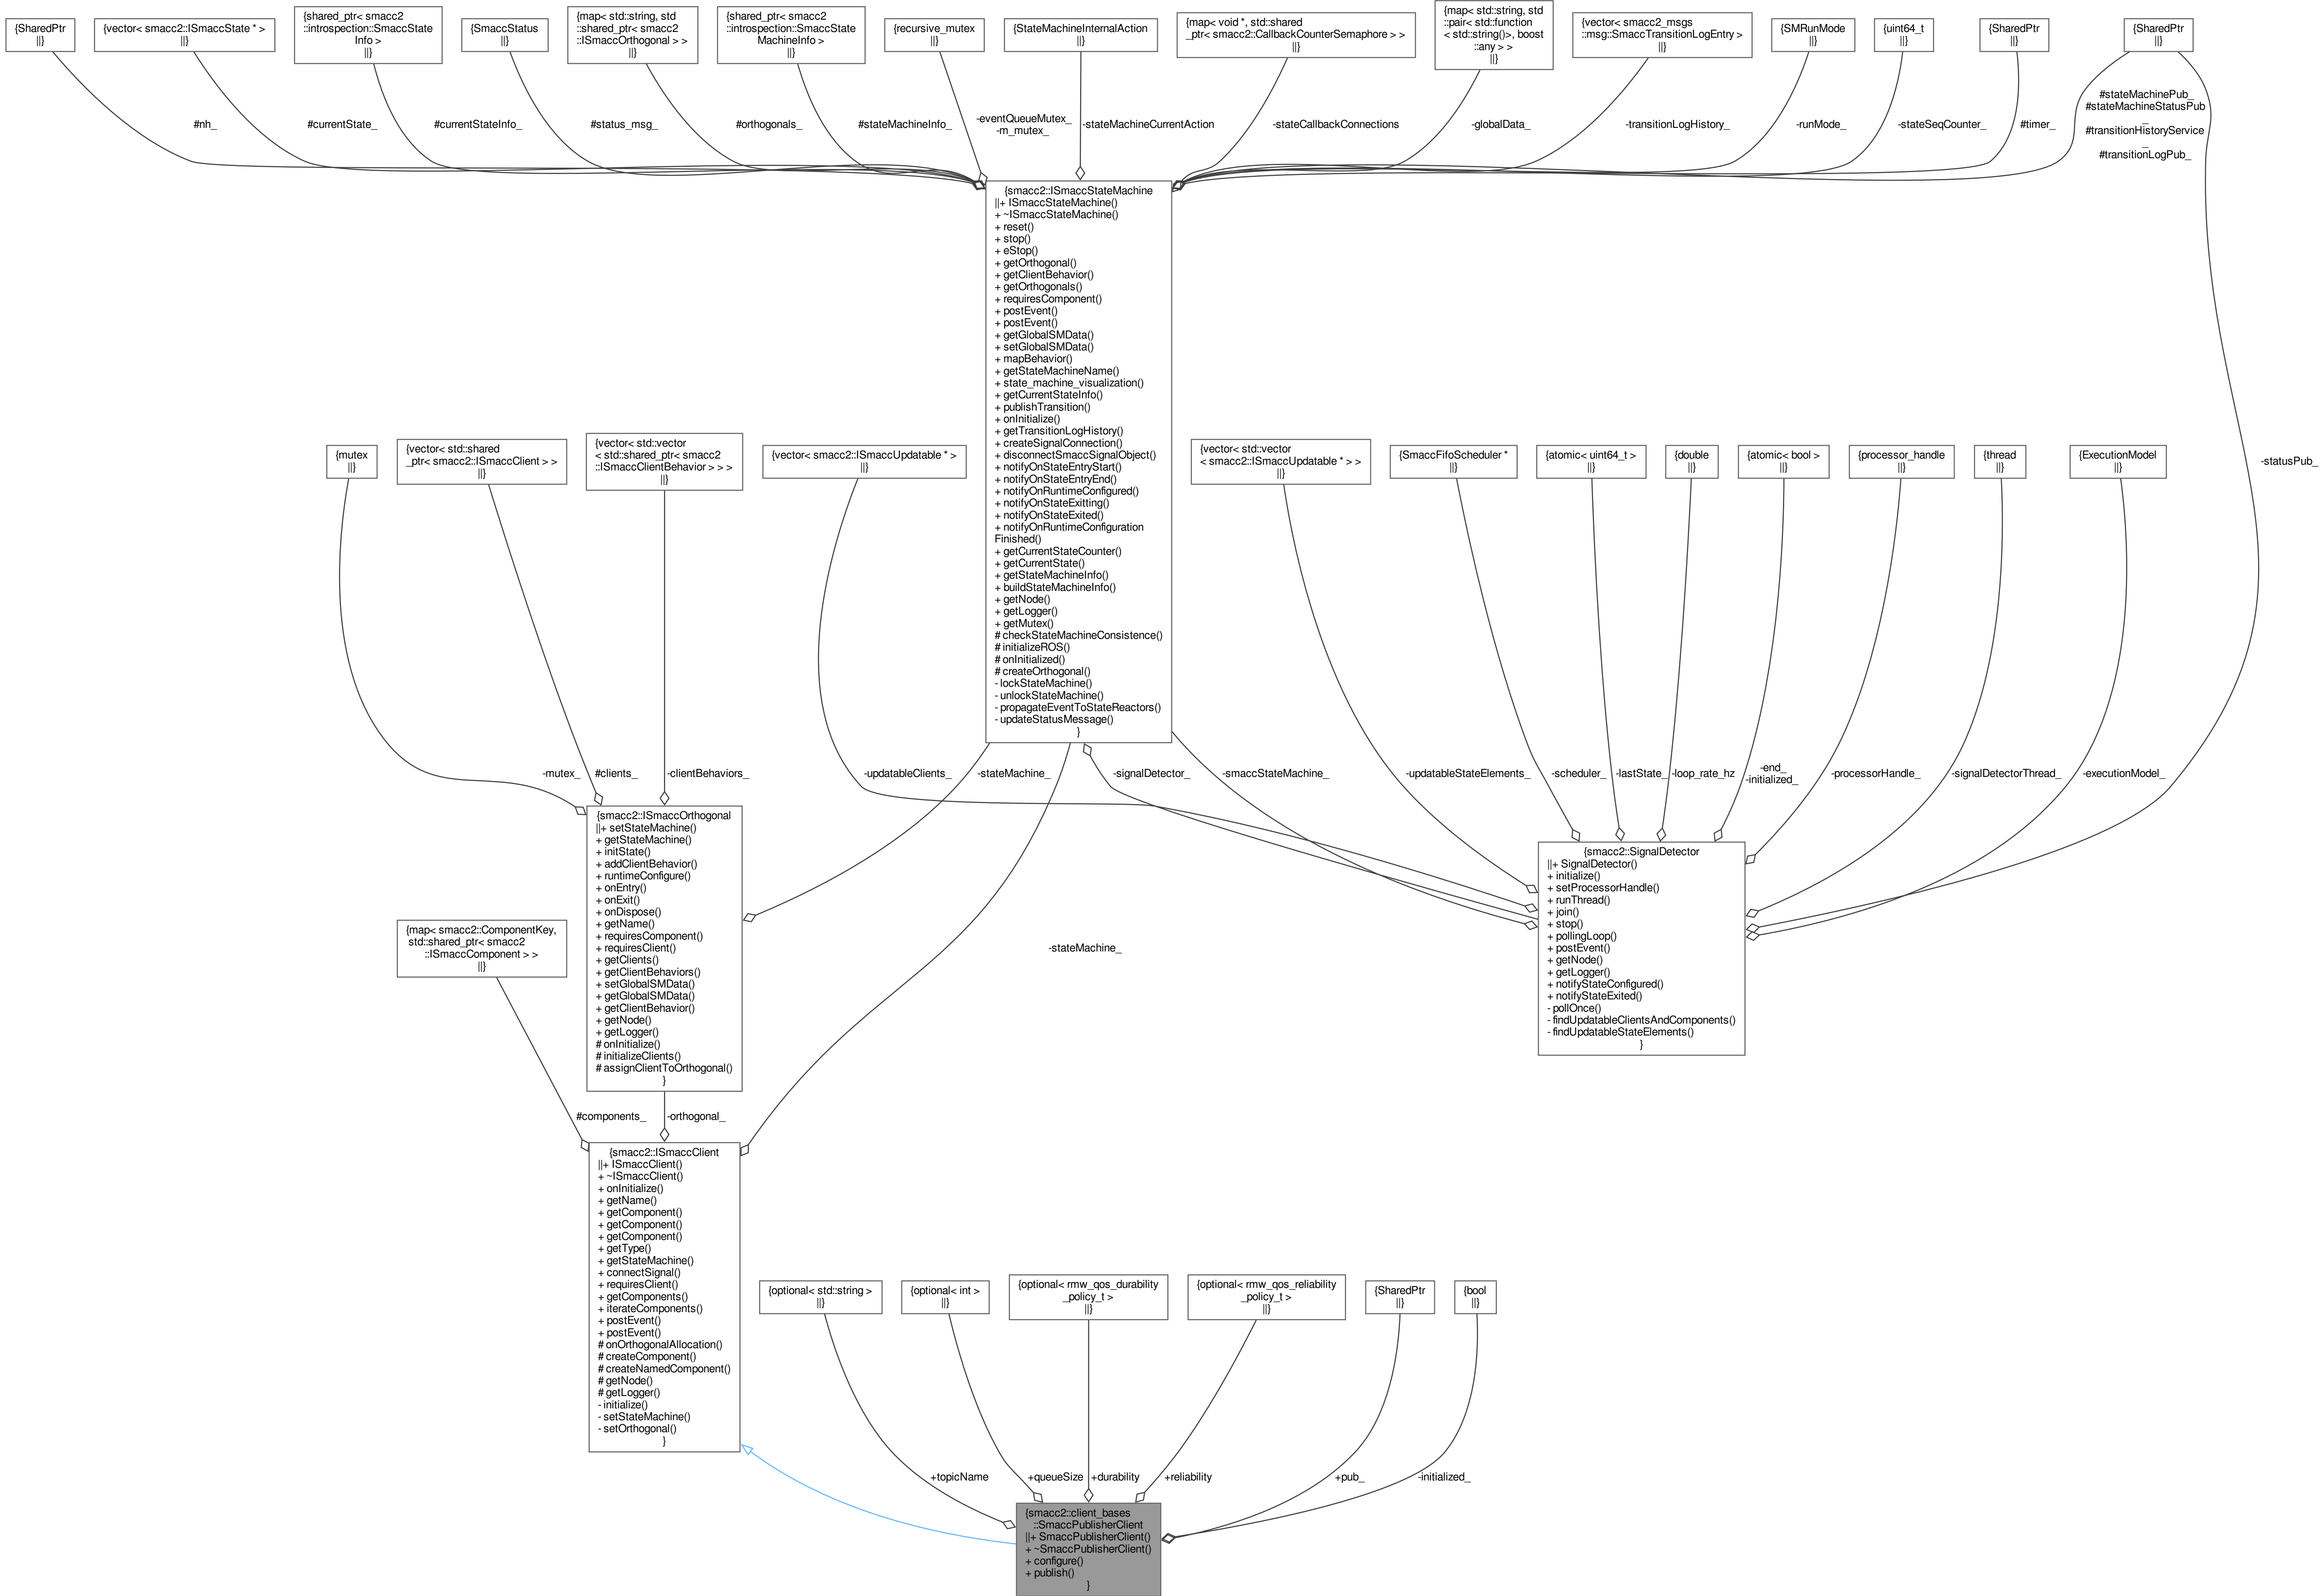 {SharedPtr
||}
{vector< smacc2::ISmaccState * >
||}
{shared_ptr< smacc2
::introspection::SmaccState
Info >
||}
{SmaccStatus
||}
{map< std::string, std
::shared_ptr< smacc2
::ISmaccOrthogonal > >
||}
{shared_ptr< smacc2
::introspection::SmaccState
MachineInfo >
||}
{recursive_mutex
||}
{StateMachineInternalAction
||}
{map< void *, std::shared
_ptr< smacc2::CallbackCounterSemaphore > >
||}
{map< std::string, std
::pair< std::function
< std::string()>, boost
::any > >
||}
{vector< smacc2_msgs
::msg::SmaccTransitionLogEntry >
||}
{SMRunMode
||}
{uint64_t
||}
{SharedPtr
||}
{SharedPtr
||}
#nh_
#currentState_
#currentStateInfo_
#status_msg_
#orthogonals_
#stateMachineInfo_
-eventQueueMutex_
-m_mutex_
-stateMachineCurrentAction
-stateCallbackConnections
-globalData_
-transitionLogHistory_
-runMode_
-stateSeqCounter_
#timer_
#stateMachinePub_
#stateMachineStatusPub
_
#transitionHistoryService
_
#transitionLogPub_
{smacc2::ISmaccStateMachine
||+ ISmaccStateMachine()
+ ~ISmaccStateMachine()
+ reset()
+ stop()
+ eStop()
+ getOrthogonal()
+ getClientBehavior()
+ getOrthogonals()
+ requiresComponent()
+ postEvent()
+ postEvent()
+ getGlobalSMData()
+ setGlobalSMData()
+ mapBehavior()
+ getStateMachineName()
+ state_machine_visualization()
+ getCurrentStateInfo()
+ publishTransition()
+ onInitialize()
+ getTransitionLogHistory()
+ createSignalConnection()
+ disconnectSmaccSignalObject()
+ notifyOnStateEntryStart()
+ notifyOnStateEntryEnd()
+ notifyOnRuntimeConfigured()
+ notifyOnStateExitting()
+ notifyOnStateExited()
+ notifyOnRuntimeConfiguration
Finished()
+ getCurrentStateCounter()
+ getCurrentState()
+ getStateMachineInfo()
+ buildStateMachineInfo()
+ getNode()
+ getLogger()
+ getMutex()
# checkStateMachineConsistence()
# initializeROS()
# onInitialized()
# createOrthogonal()
- lockStateMachine()
- unlockStateMachine()
- propagateEventToStateReactors()
- updateStatusMessage()
}
{mutex
||}
{vector< std::shared
_ptr< smacc2::ISmaccClient > >
||}
{vector< std::vector
< std::shared_ptr< smacc2
::ISmaccClientBehavior > > >
||}
{vector< smacc2::ISmaccUpdatable * >
||}
{vector< std::vector
< smacc2::ISmaccUpdatable * > >
||}
{SmaccFifoScheduler *
||}
{atomic< uint64_t >
||}
{double
||}
{atomic< bool >
||}
{processor_handle
||}
{thread
||}
{ExecutionModel
||}
-statusPub_
-mutex_
#clients_
-clientBehaviors_
-updatableClients_
-stateMachine_
-signalDetector_
-smaccStateMachine_
-updatableStateElements_
-scheduler_
-lastState_
-loop_rate_hz
-end_
-initialized_
-processorHandle_
-signalDetectorThread_
-executionModel_
{smacc2::ISmaccOrthogonal
||+ setStateMachine()
+ getStateMachine()
+ initState()
+ addClientBehavior()
+ runtimeConfigure()
+ onEntry()
+ onExit()
+ onDispose()
+ getName()
+ requiresComponent()
+ requiresClient()
+ getClients()
+ getClientBehaviors()
+ setGlobalSMData()
+ getGlobalSMData()
+ getClientBehavior()
+ getNode()
+ getLogger()
# onInitialize()
# initializeClients()
# assignClientToOrthogonal()
}
{smacc2::SignalDetector
||+ SignalDetector()
+ initialize()
+ setProcessorHandle()
+ runThread()
+ join()
+ stop()
+ pollingLoop()
+ postEvent()
+ getNode()
+ getLogger()
+ notifyStateConfigured()
+ notifyStateExited()
- pollOnce()
- findUpdatableClientsAndComponents()
- findUpdatableStateElements()
}
{map< smacc2::ComponentKey,
std::shared_ptr< smacc2
::ISmaccComponent > >
||}
-stateMachine_
#components_
-orthogonal_
{smacc2::ISmaccClient
||+ ISmaccClient()
+ ~ISmaccClient()
+ onInitialize()
+ getName()
+ getComponent()
+ getComponent()
+ getComponent()
+ getType()
+ getStateMachine()
+ connectSignal()
+ requiresClient()
+ getComponents()
+ iterateComponents()
+ postEvent()
+ postEvent()
# onOrthogonalAllocation()
# createComponent()
# createNamedComponent()
# getNode()
# getLogger()
- initialize()
- setStateMachine()
- setOrthogonal()
}
{optional< std::string >
||}
{optional< int >
||}
{optional< rmw_qos_durability
_policy_t >
||}
{optional< rmw_qos_reliability
_policy_t >
||}
{SharedPtr
||}
{bool
||}
+topicName
+queueSize
+durability
+reliability
+pub_
-initialized_
{smacc2::client_bases
::SmaccPublisherClient
||+ SmaccPublisherClient()
+ ~SmaccPublisherClient()
+ configure()
+ publish()
}